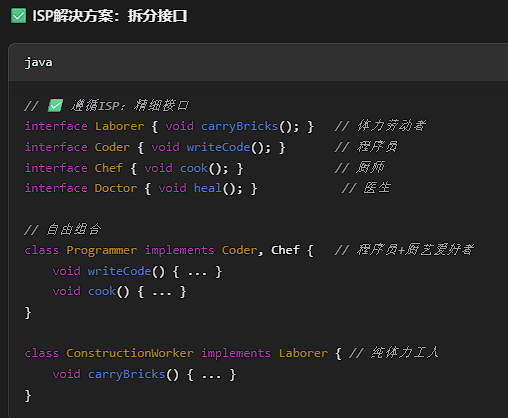 ✅ ISP解决方案：拆分接口
java
// ✅ 遵循ISP：精细接口
interface Laborer { void carryBricks(); }   // 体力劳动者
interface Coder { void writeCode(); }       // 程序员
interface Chef { void cook(); }             // 厨师
interface Doctor { void heal(); }            // 医生
// 自由组合
class Programmer implements Coder, Chef {   // 程序员+厨艺爱好者
    void writeCode() { ... }
    void cook() { ... }
}
class ConstructionWorker implements Laborer { // 纯体力工人
    void carryBricks() { ... }
}